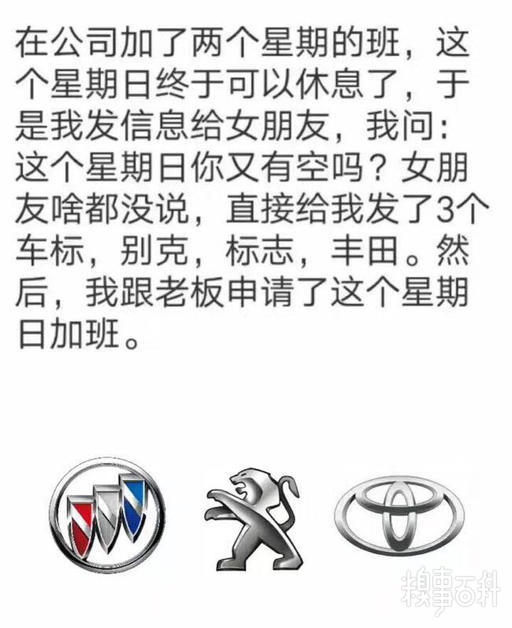 在公司加了两个星期的班，这
个星期日终于可以休息了，于
是我发信息给女朋友，我问：
这个星期日你又有空吗？女朋
友啥都没说，直接给我发了3个
车标，别克，标志，丰田。然
后，我跟老板申请了这个星期
日加班。
糗事百科